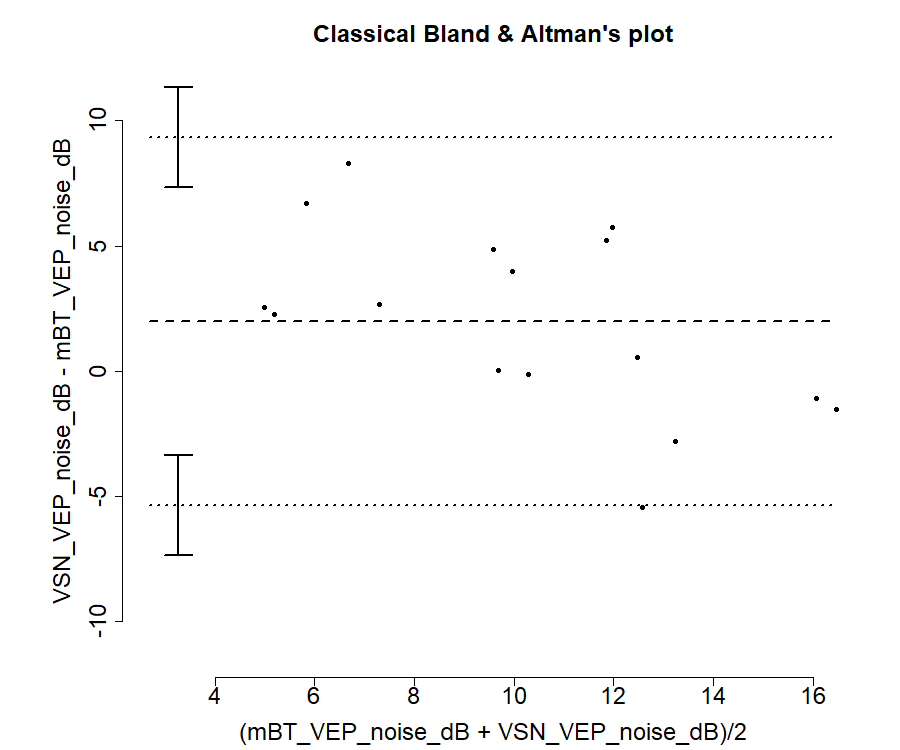 Classical Bland & Altman's plot
VSN_VEP_noise_dB - mBT_VEP_noise_dB
10
5
0
-5
-10
4 6 8 10 12 14 16
(mBT_VEP_noise_dB + VSN_VEP_noise_dB)/2